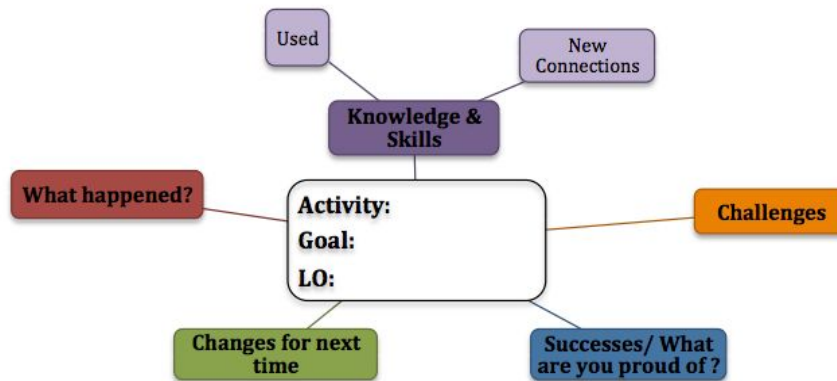 Used
New
Connections
Knowledge &
Skills
What happened?
Activity:
Goal:
LO:
Challenges
Changes for next
time
Successes/ What
are you proud of ?